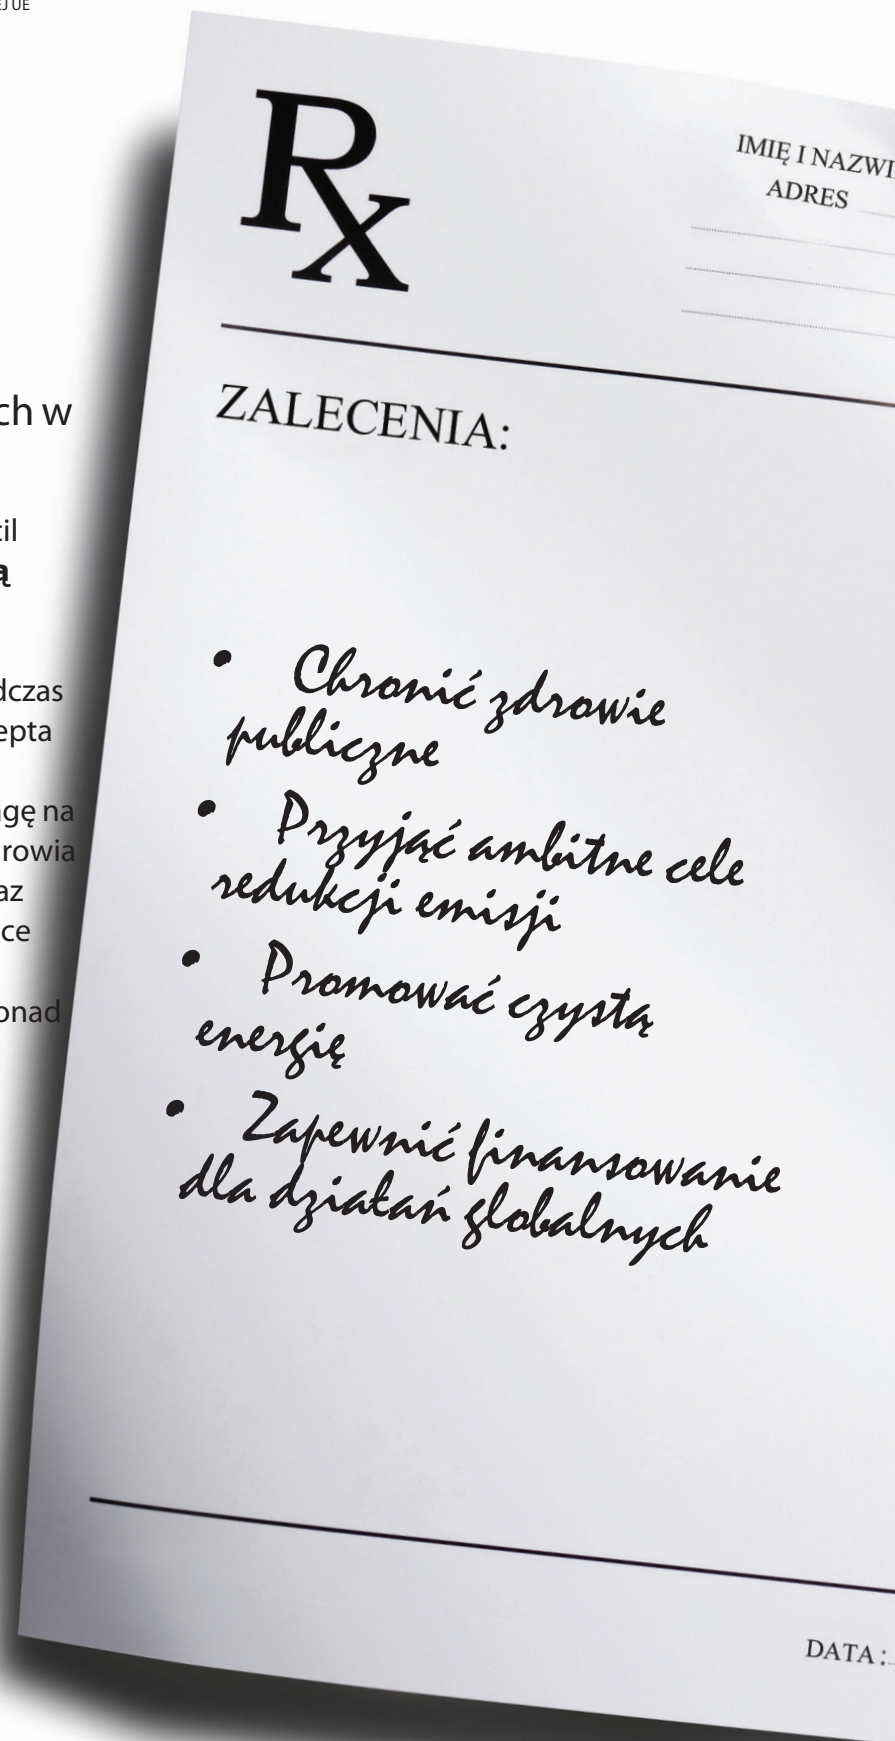 UE
ch w
ą
dczas
epta
gę na
rowia
az
ce
onad
Rx
IMIĘ I NAZWI
ADRES
ZALECENIA:
• Chronić zdrowie
publiczne
• Przyjąć ambitne cele
redukcji emisji
• Promować czystą
energię
• Zapewnić finansowanie
dla działań globalnych
DATA: